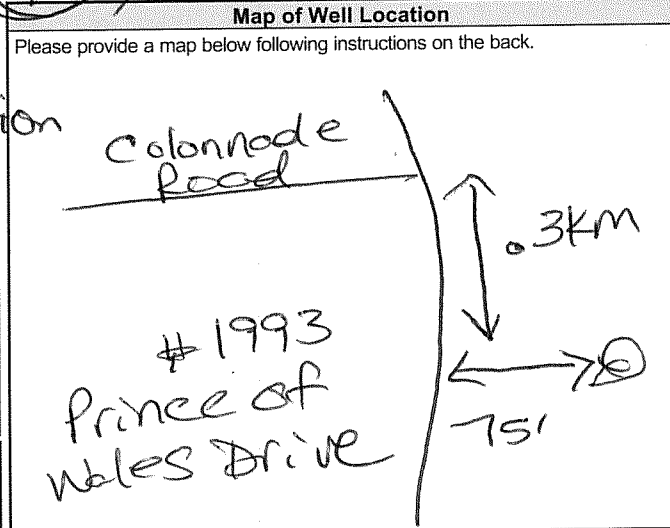 Map of Well Location
Please provide a map below following instructions on the back.
ion
Colonnade
Road
.3km
#1993
Prince of
Wales Drive
75'